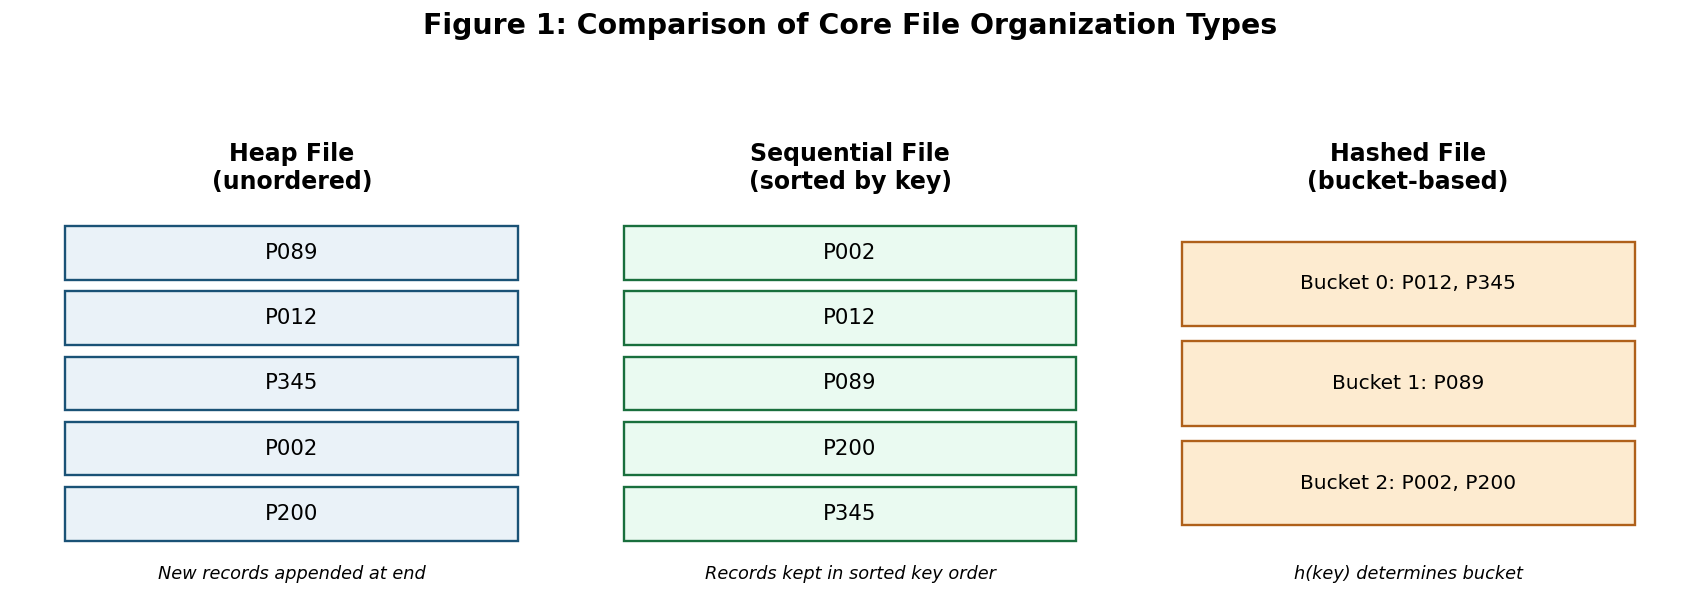 Figure 1: Comparison of Core File Organization Types
Heap File
(unordered)
P089
P012
P345
P002
P200
New records appended at end
Sequential File
(sorted by key)
P002
P012
P089
P200
P345
Records kept in sorted key order
Hashed File
(bucket-based)
Bucket 0: P012, P345
Bucket 1: P089
Bucket 2: P002, P200
h(key) determines bucket